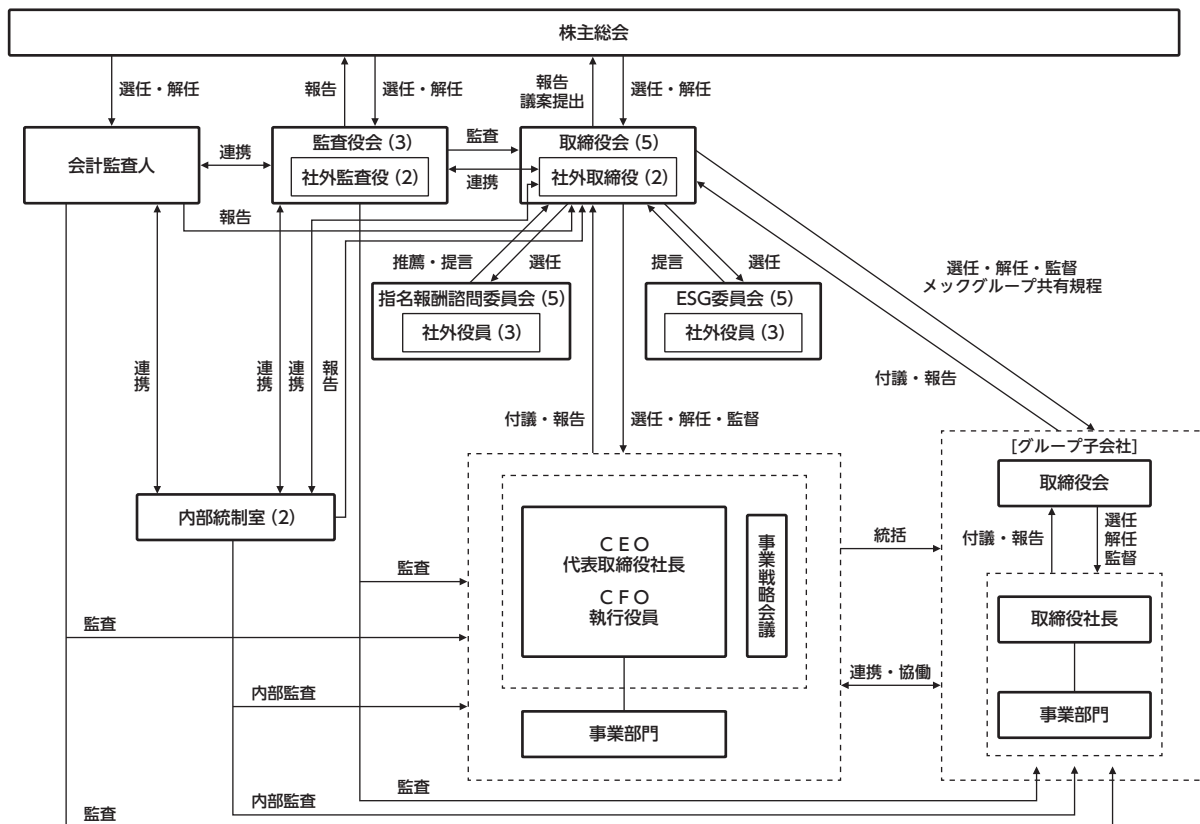 株主総会
選任・解任
報告
選任・解任
報告
議案提出
選任・解任
会計監査人
連携
監査役会 (3)
社外監査役 (2)
監査
連携
取締役会 (5)
社外取締役 (2)
報告
推薦・提言
選任
提言
選任
選任・解任・監督
メックグループ共有規程
指名報酬諮問委員会 (5)
社外役員 (3)
ESG委員会 (5)
社外役員 (3)
連携
連携
連携
報告
付議・報告
付議・報告
選任・解任・監督
[グループ子会社]
取締役会
内部統制室 (2)
付議・報告
選任
解任
監督
CEO
代表取締役社長
CFO
執行役員
事業戦略会議
統括
監査
取締役社長
監査
連携・協働
内部監査
事業部門
事業部門
監査
内部監査
監査